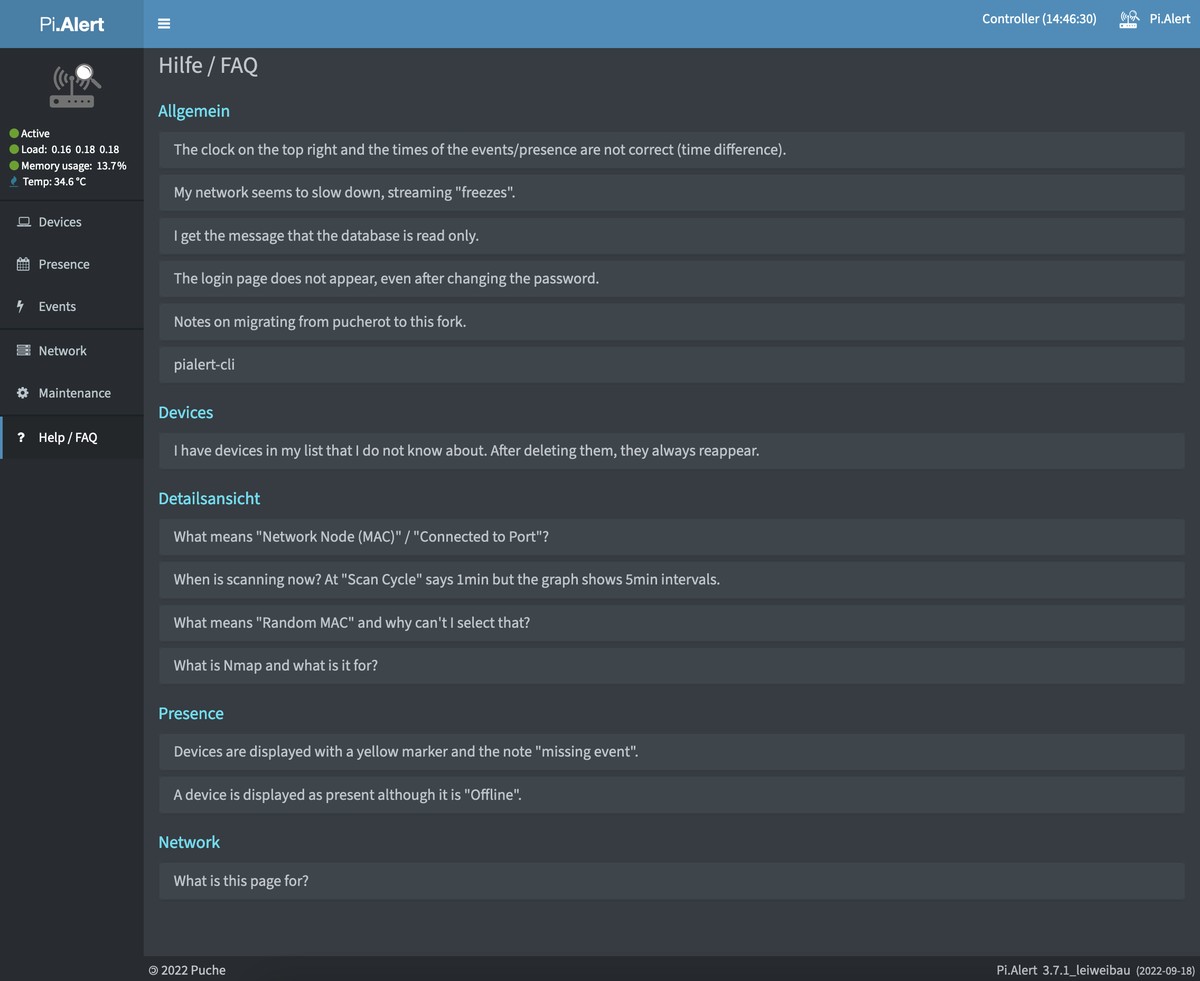 Pi.Alert
Controller (14:46:30)
Pi.Alert
Active
Load: 0.16 0.18 0.18
Memory usage: 13.7%
Temp: 34.6 °C
Devices
Presence
Events
Network
Maintenance
? Help / FAQ
Hilfe / FAQ
Allgemein
The clock on the top right and the times of the events/presence are not correct (time difference).
My network seems to slow down, streaming "freezes".
I get the message that the database is read only.
The login page does not appear, even after changing the password.
Notes on migrating from pucherot to this fork.
pialert-cli
Devices
I have devices in my list that I do not know about. After deleting them, they always reappear.
Detailsansicht
What means "Network Node (MAC)" / "Connected to Port"?
When is scanning now? At "Scan Cycle" says 1min but the graph shows 5min intervals.
What means "Random MAC" and why can't I select that?
What is Nmap and what is it for?
Presence
Devices are displayed with a yellow marker and the note "missing event".
A device is displayed as present although it is "Offline".
Network
What is this page for?
2022 Puche
Pi.Alert 3.7.1_leiweibau (2022-09-18)